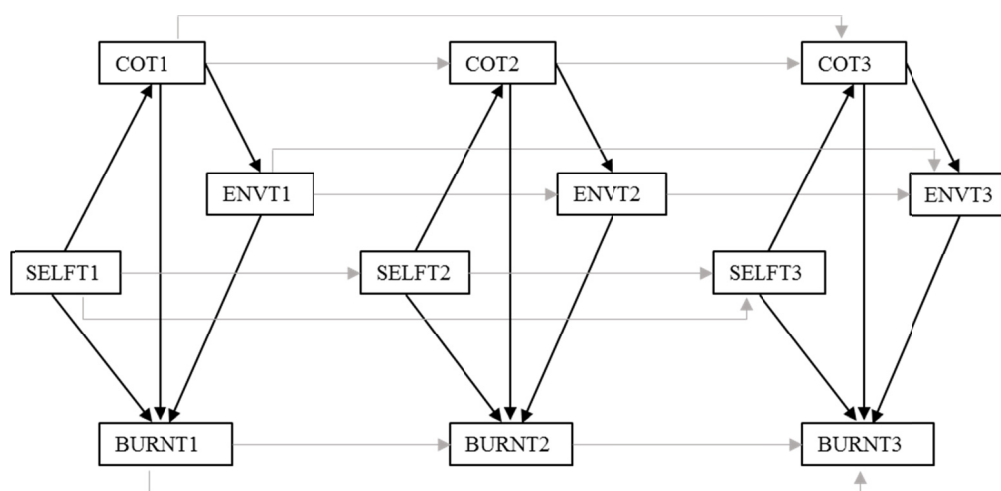 COT1
COT2
COT3
ENVT1
ENVT2
ENVT3
SELFT1
SELFT2
SELFT3
BURNT1
BURNT2
BURNT3